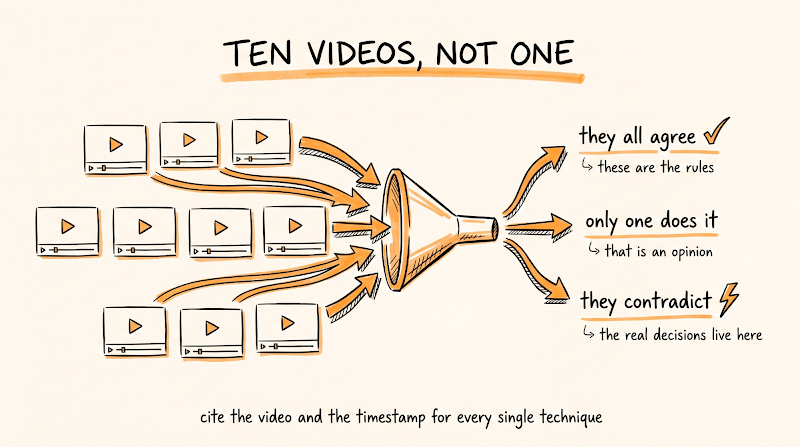 TEN VIDEOS, NOT ONE
they all agree
these are the rules
only one does it
that is an opinion
they contradict
the real decisions live here
cite the video and the timestamp for every single technique